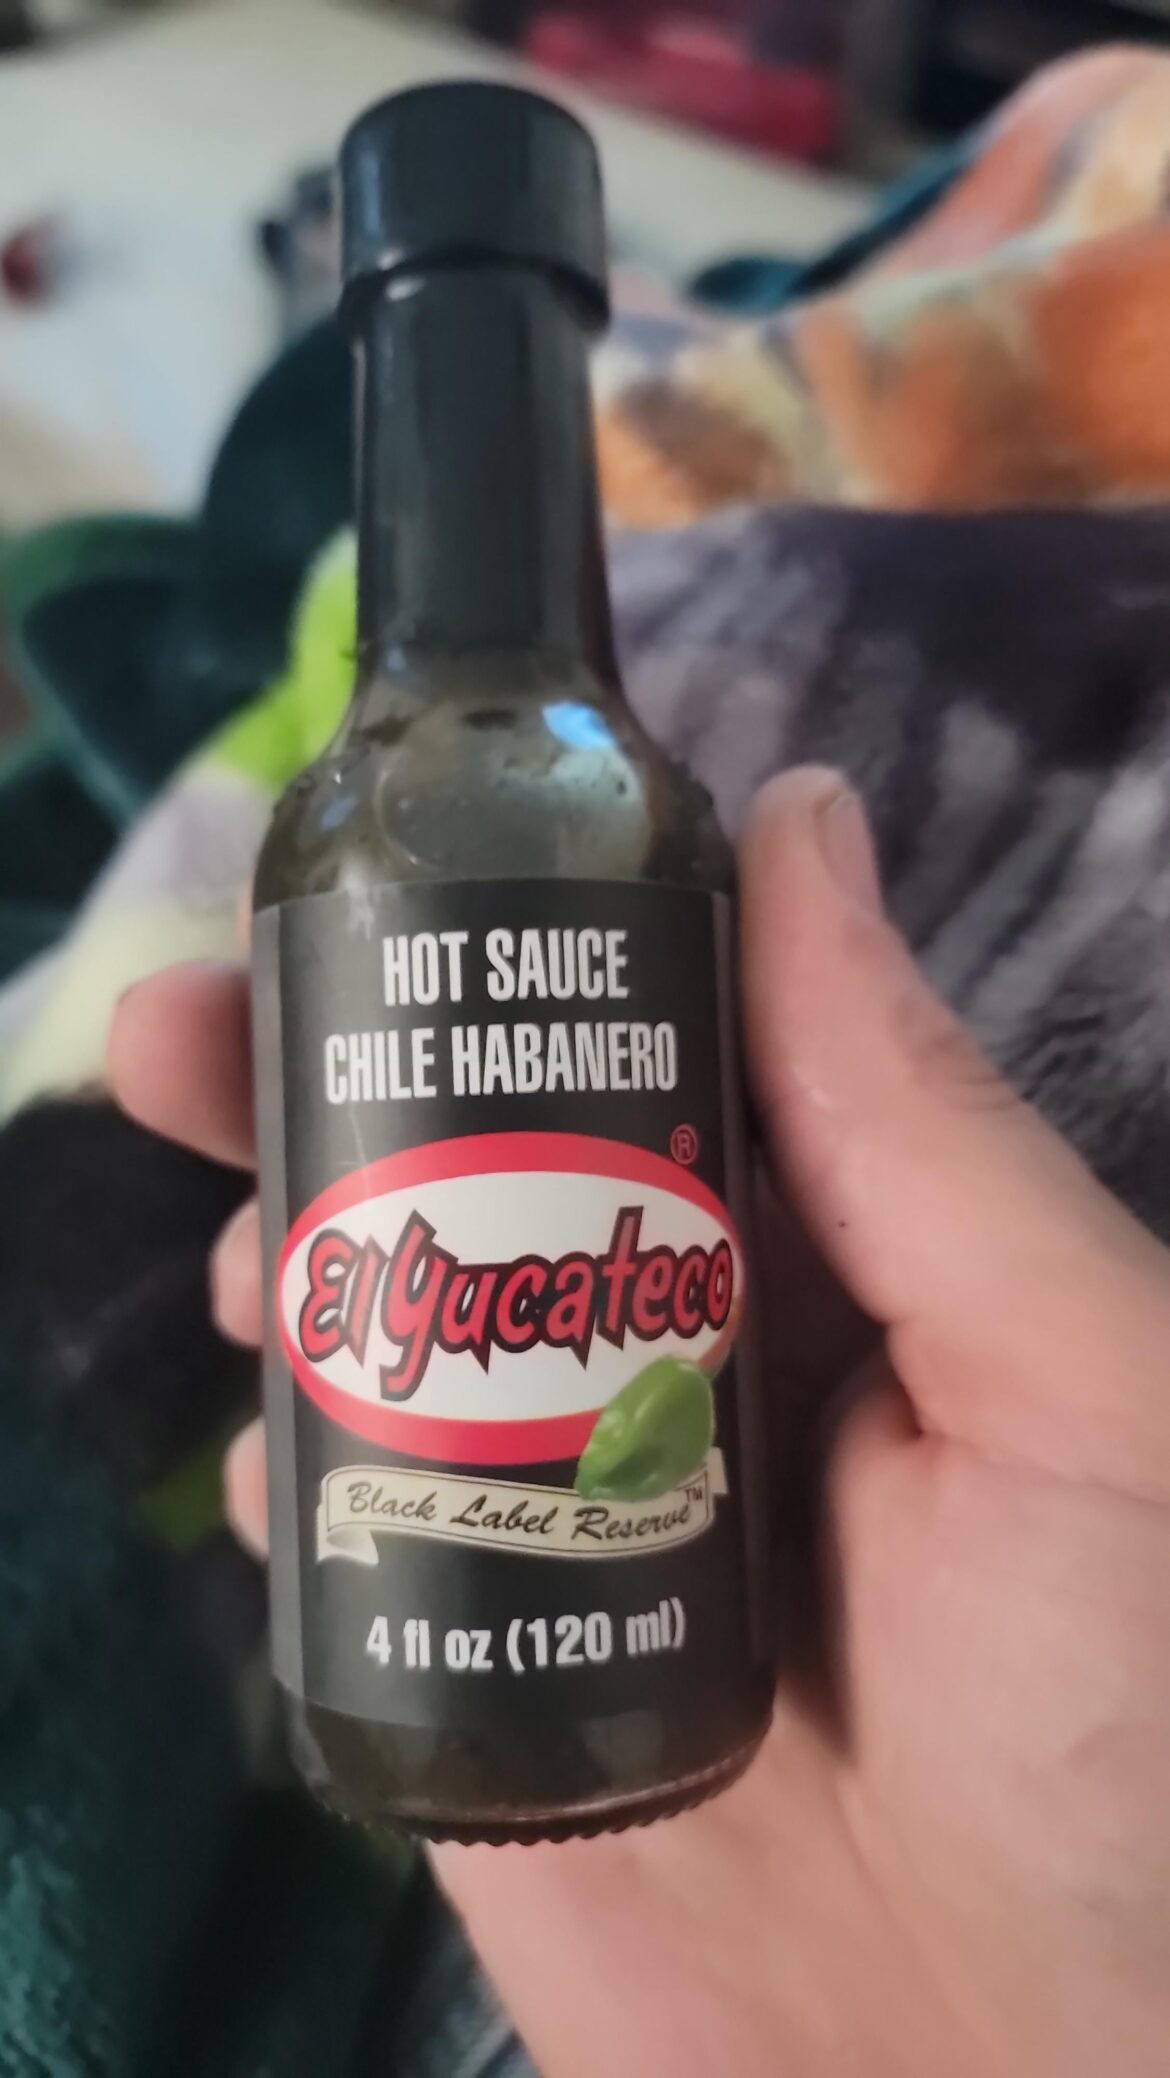 HOT SAUCE
CHILE HABANERO
®
El Yucateco
Black Label Reserve™
4 fl oz (120 ml)